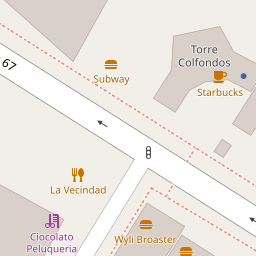 Torre
Colfondos
Subway
Starbucks
67
La Vecindad
Ciocolato
Peluqueria
Wyli Broaster